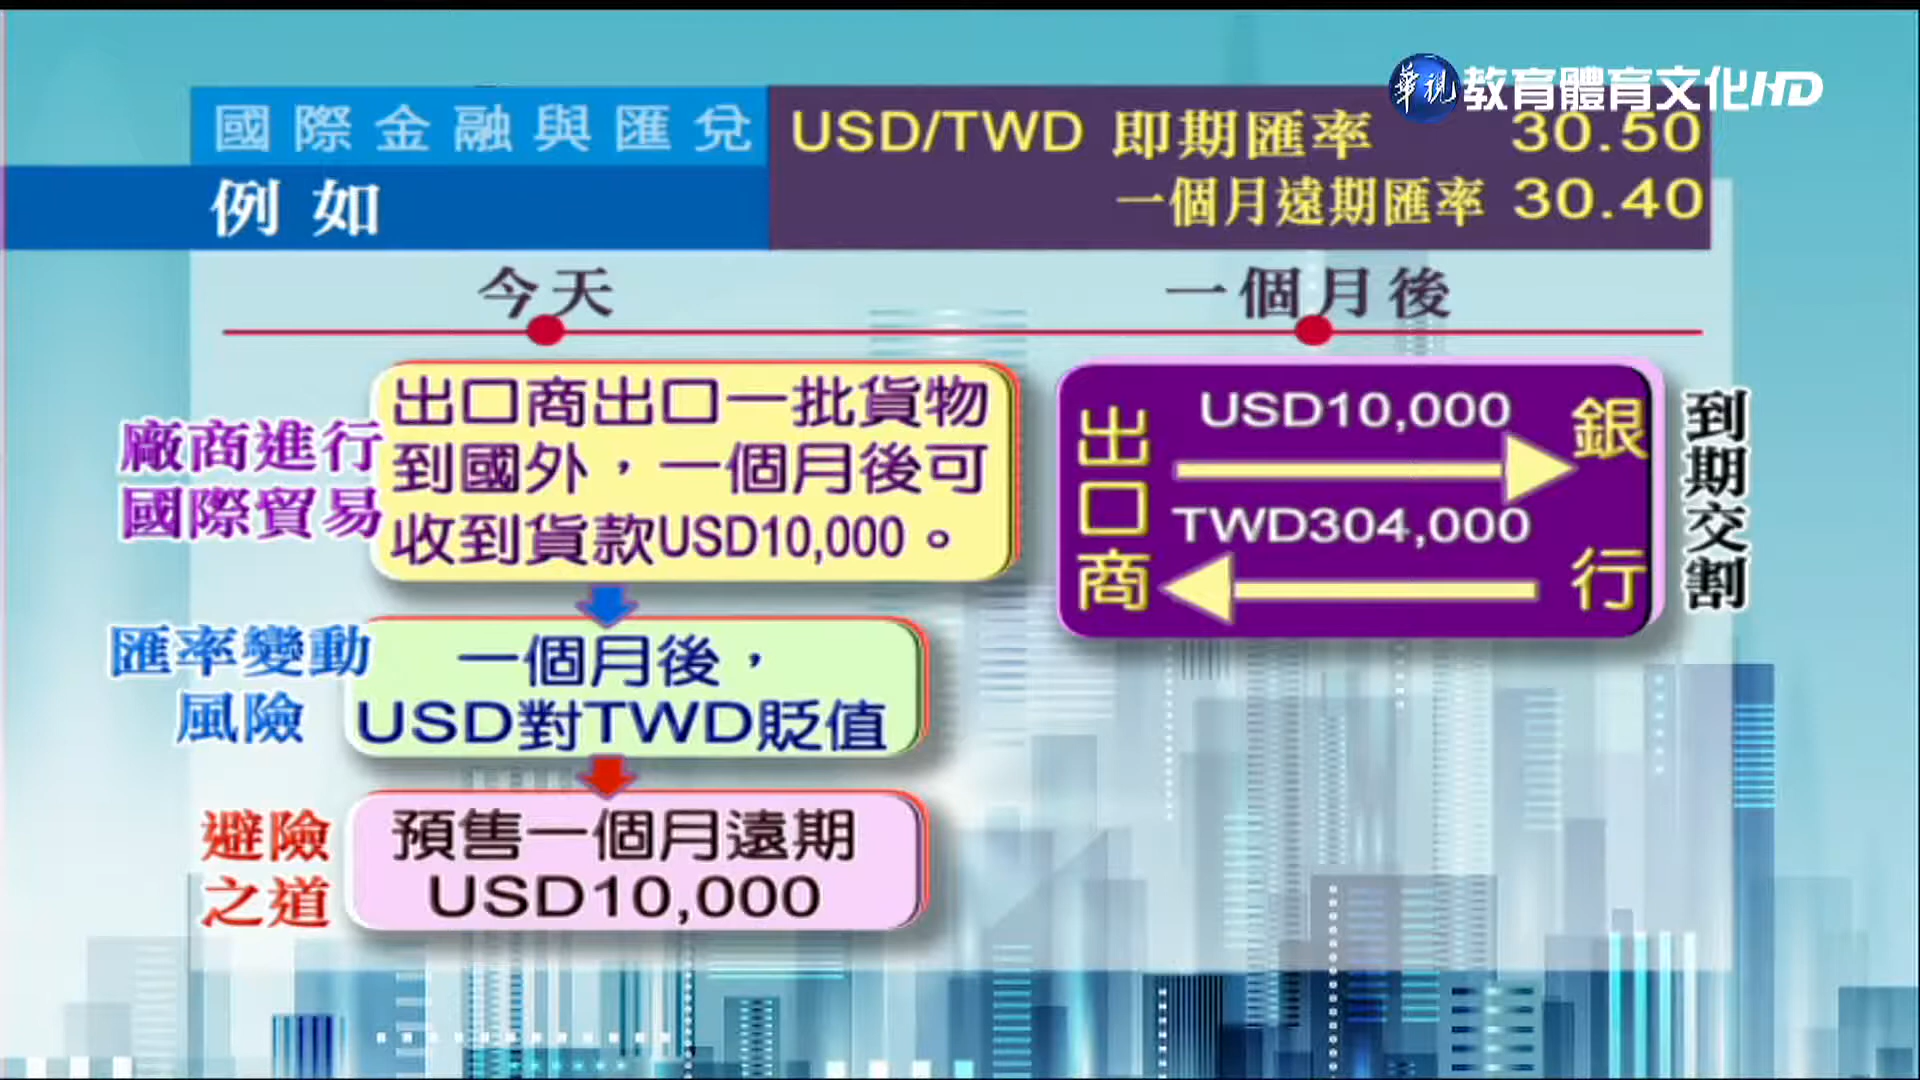 華視 教育體育文化HD
國際金融與匯兌
例如
USD/TWD 即期匯率 30.50
一個月遠期匯率 30.40
今天
一個月後
廠商進行
國際貿易
出口商出口一批貨物
到國外，一個月後可
收到貨款USD10,000。
匯率變動
風險
一個月後，
USD對TWD貶值
避險
之道
預售一個月遠期
USD10,000
出口商
USD10,000
TWD304,000
銀行
到期交割